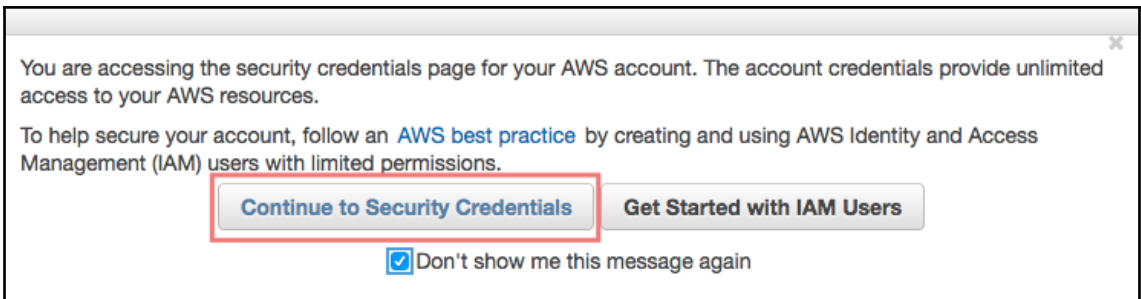 You are accessing the security credentials page for your AWS account. The account credentials provide unlimited
access to your AWS resources.
To help secure your account, follow an AWS best practice by creating and using AWS Identity and Access
Management (IAM) users with limited permissions.
Continue to Security Credentials Get Started with IAM Users
Don't show me this message again